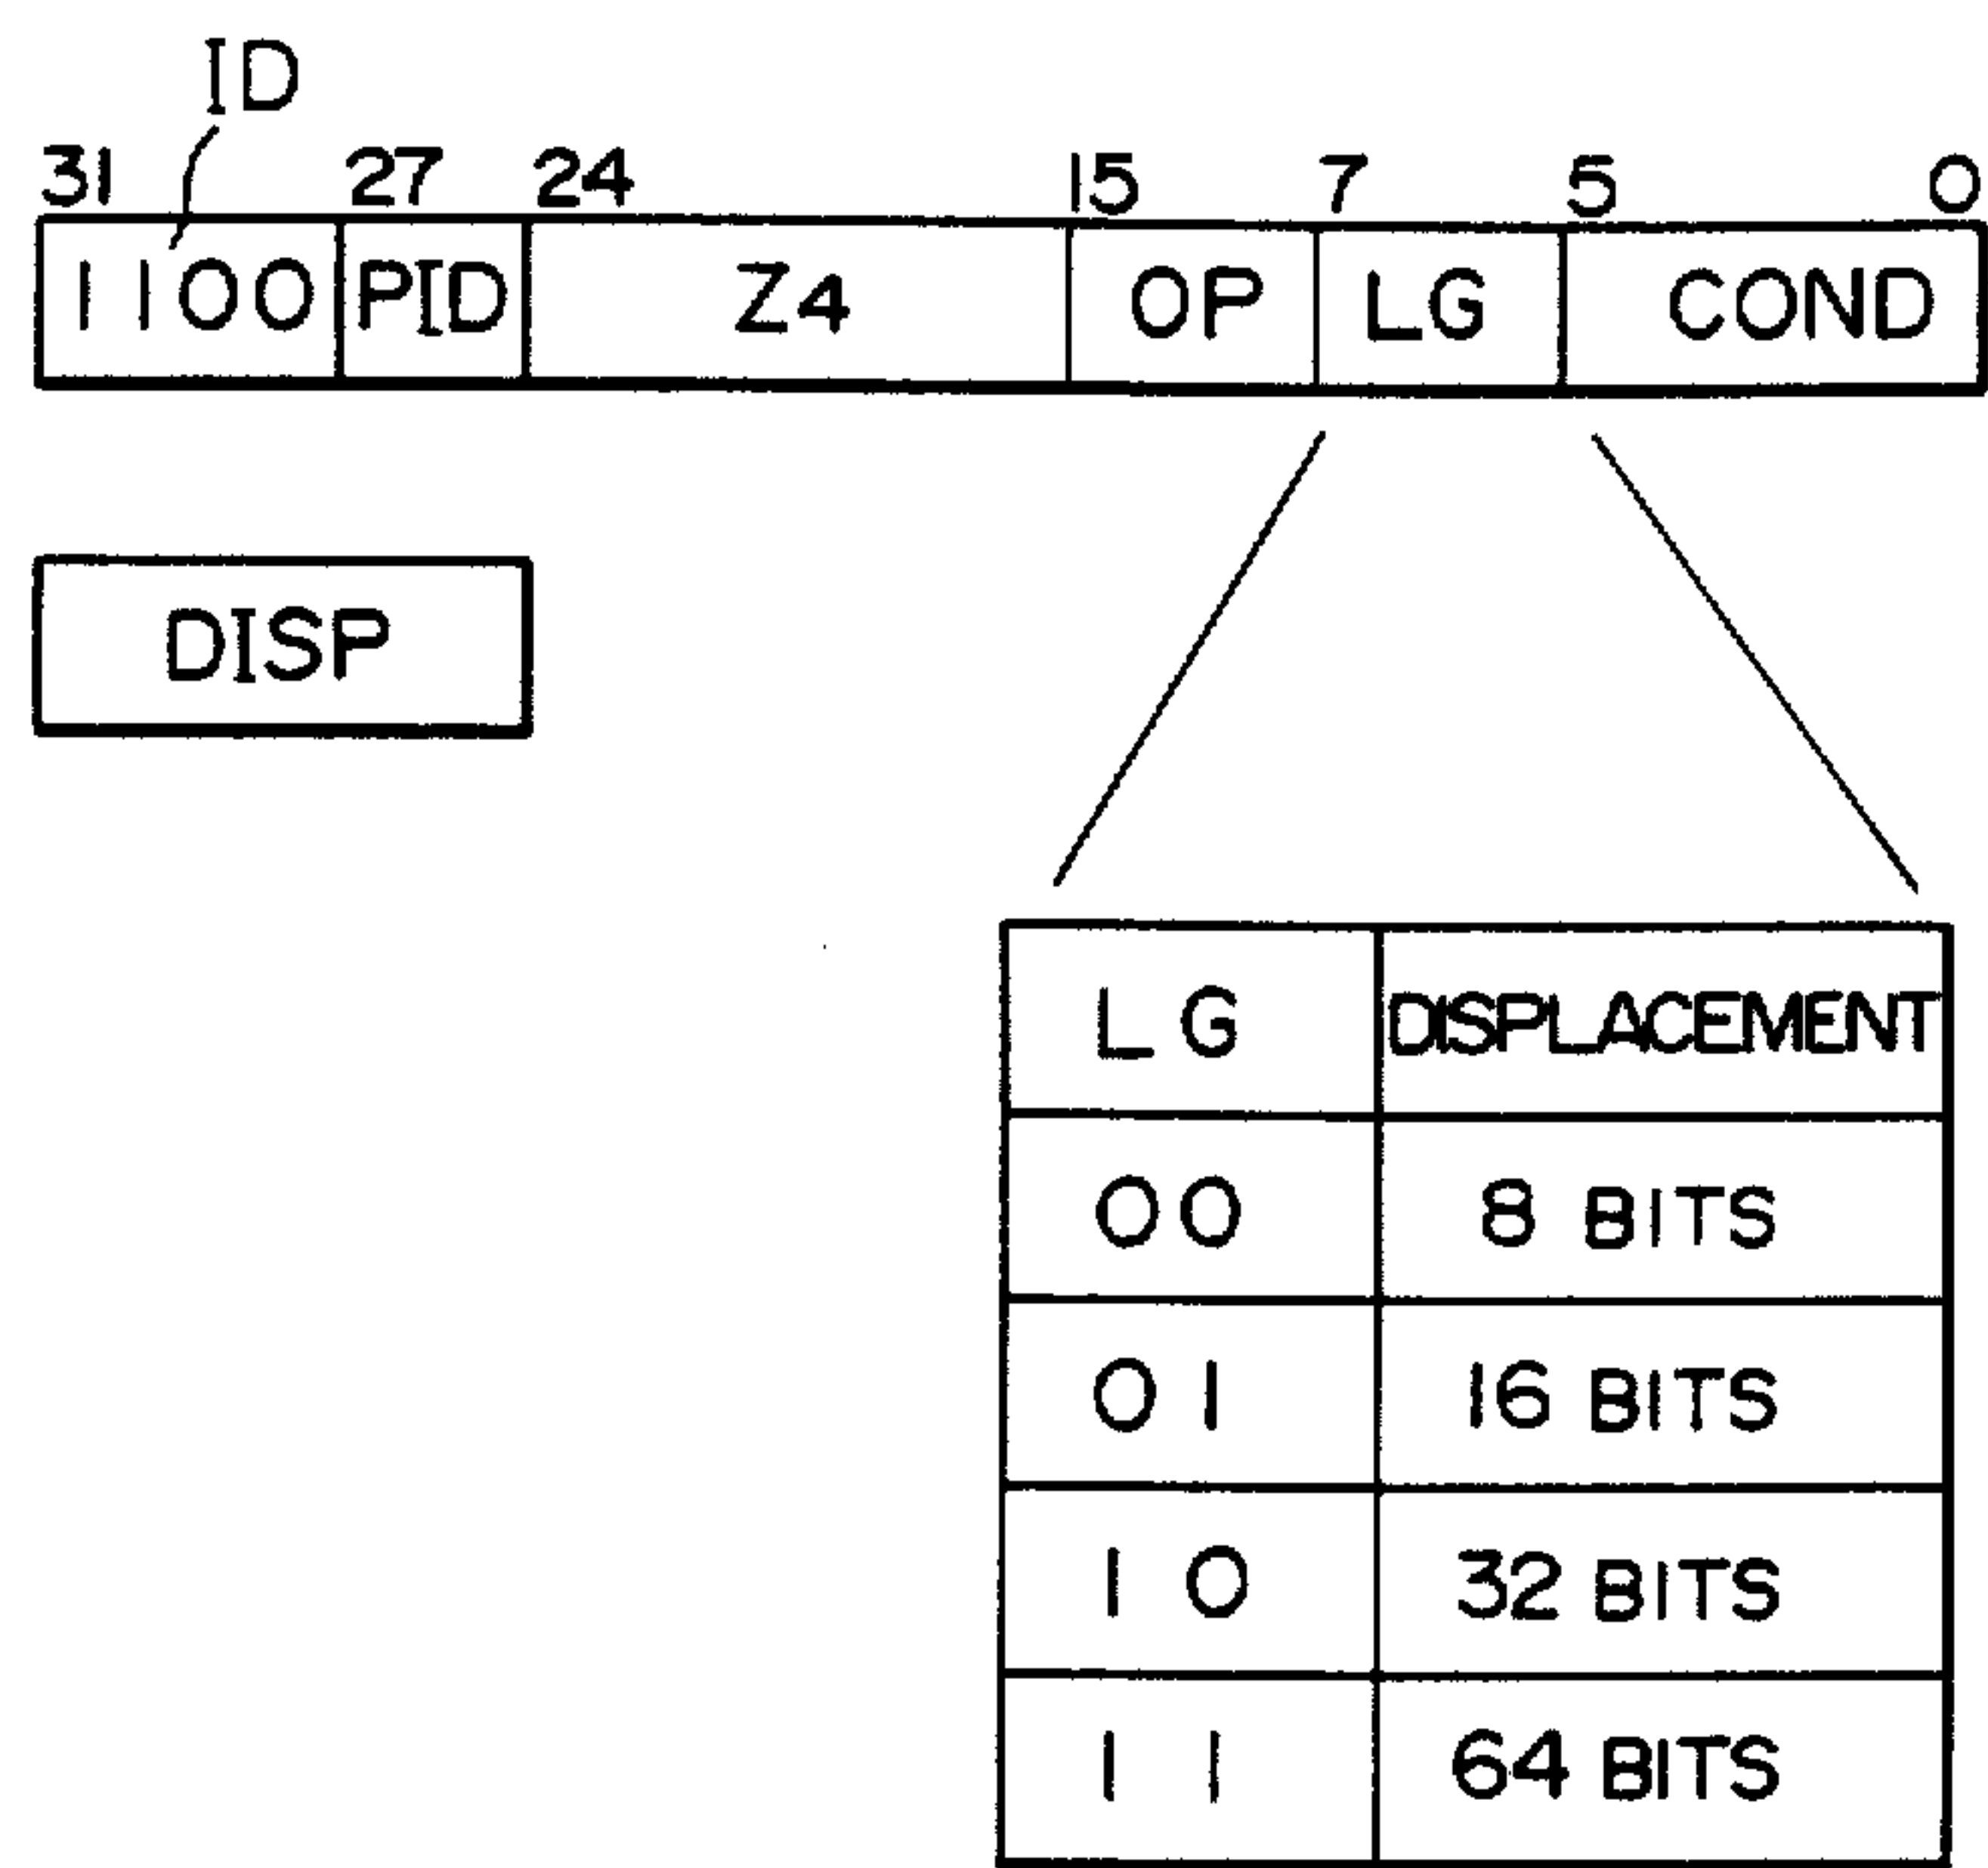 ID
31 27 24 15 7 5 0
1100 PID Z4 OP LG COND
DISP
LG DISPLACEMENT
00 8 BITS
01 16 BITS
10 32 BITS
11 64 BITS